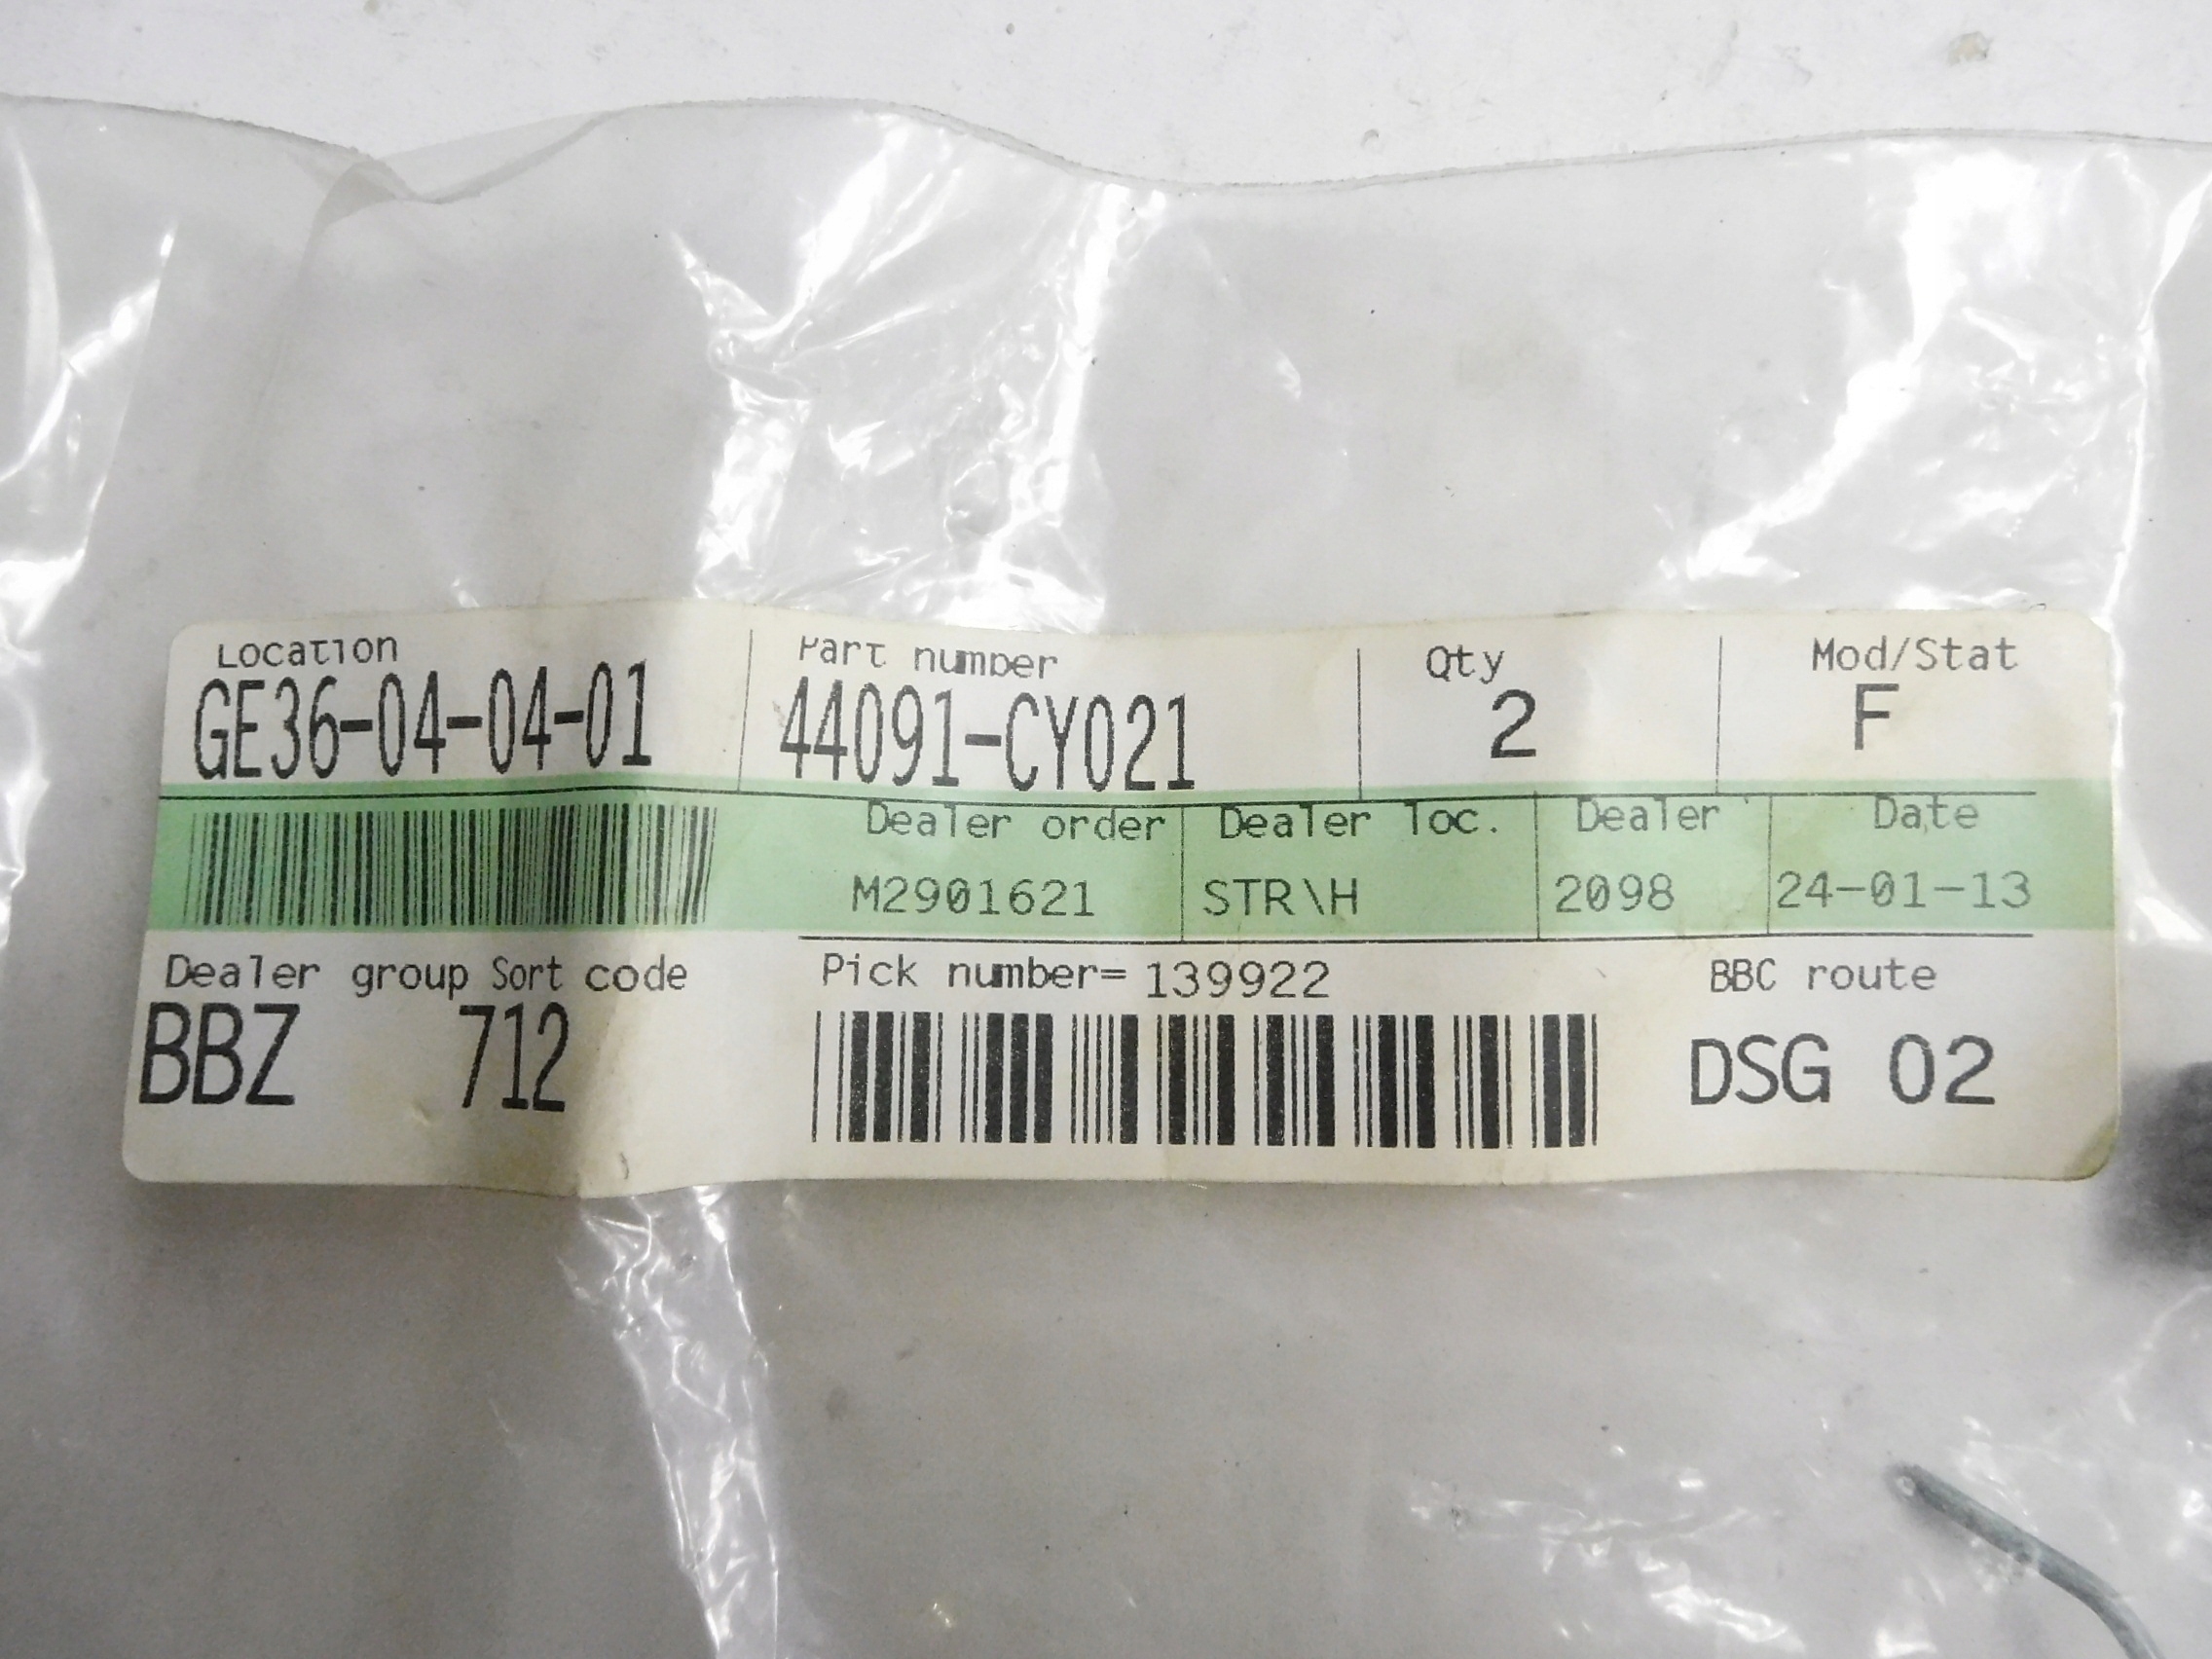 Location Part number Qty Mod/Stat
GE36-04-04-01 44091-CY021 2 F
Dealer order Dealer loc. Dealer Date
M2901621 STR\H 2098 24-01-13
Dealer group Sort code Pick number= 139922 BBC route
BBZ 712 DSG 02